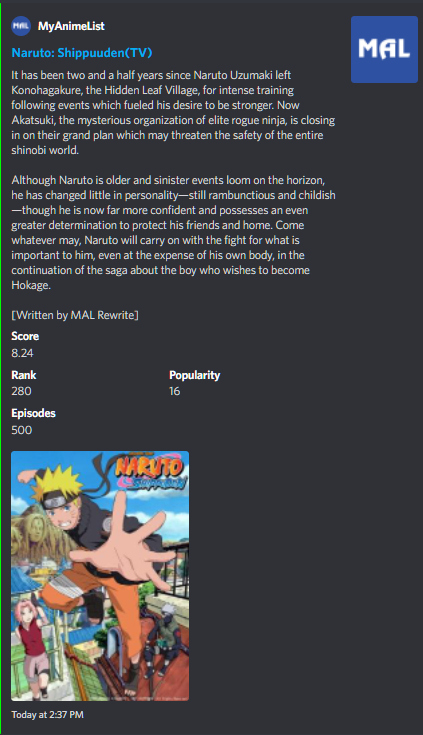 MAL MyAnimeList
MAL
Naruto: Shippuuden(TV)
It has been two and a half years since Naruto Uzumaki left
Konohagakure, the Hidden Leaf Village, for intense training
following events which fueled his desire to be stronger. Now
Akatsuki, the mysterious organization of elite rogue ninja, is closing
in on their grand plan which may threaten the safety of the entire
shinobi world.
Although Naruto is older and sinister events loom on the horizon,
he has changed little in personality—still rambunctious and childish
—though he is now far more confident and possesses an even
greater determination to protect his friends and home. Come
whatever may, Naruto will carry on with the fight for what is
important to him, even at the expense of his own body, in the
continuation of the saga about the boy who wishes to become
Hokage.
[Written by MAL Rewrite]
Score
8.24
Rank Popularity
280 16
Episodes
500
NARUTO
SHIPPUDEN
Today at 2:37 PM